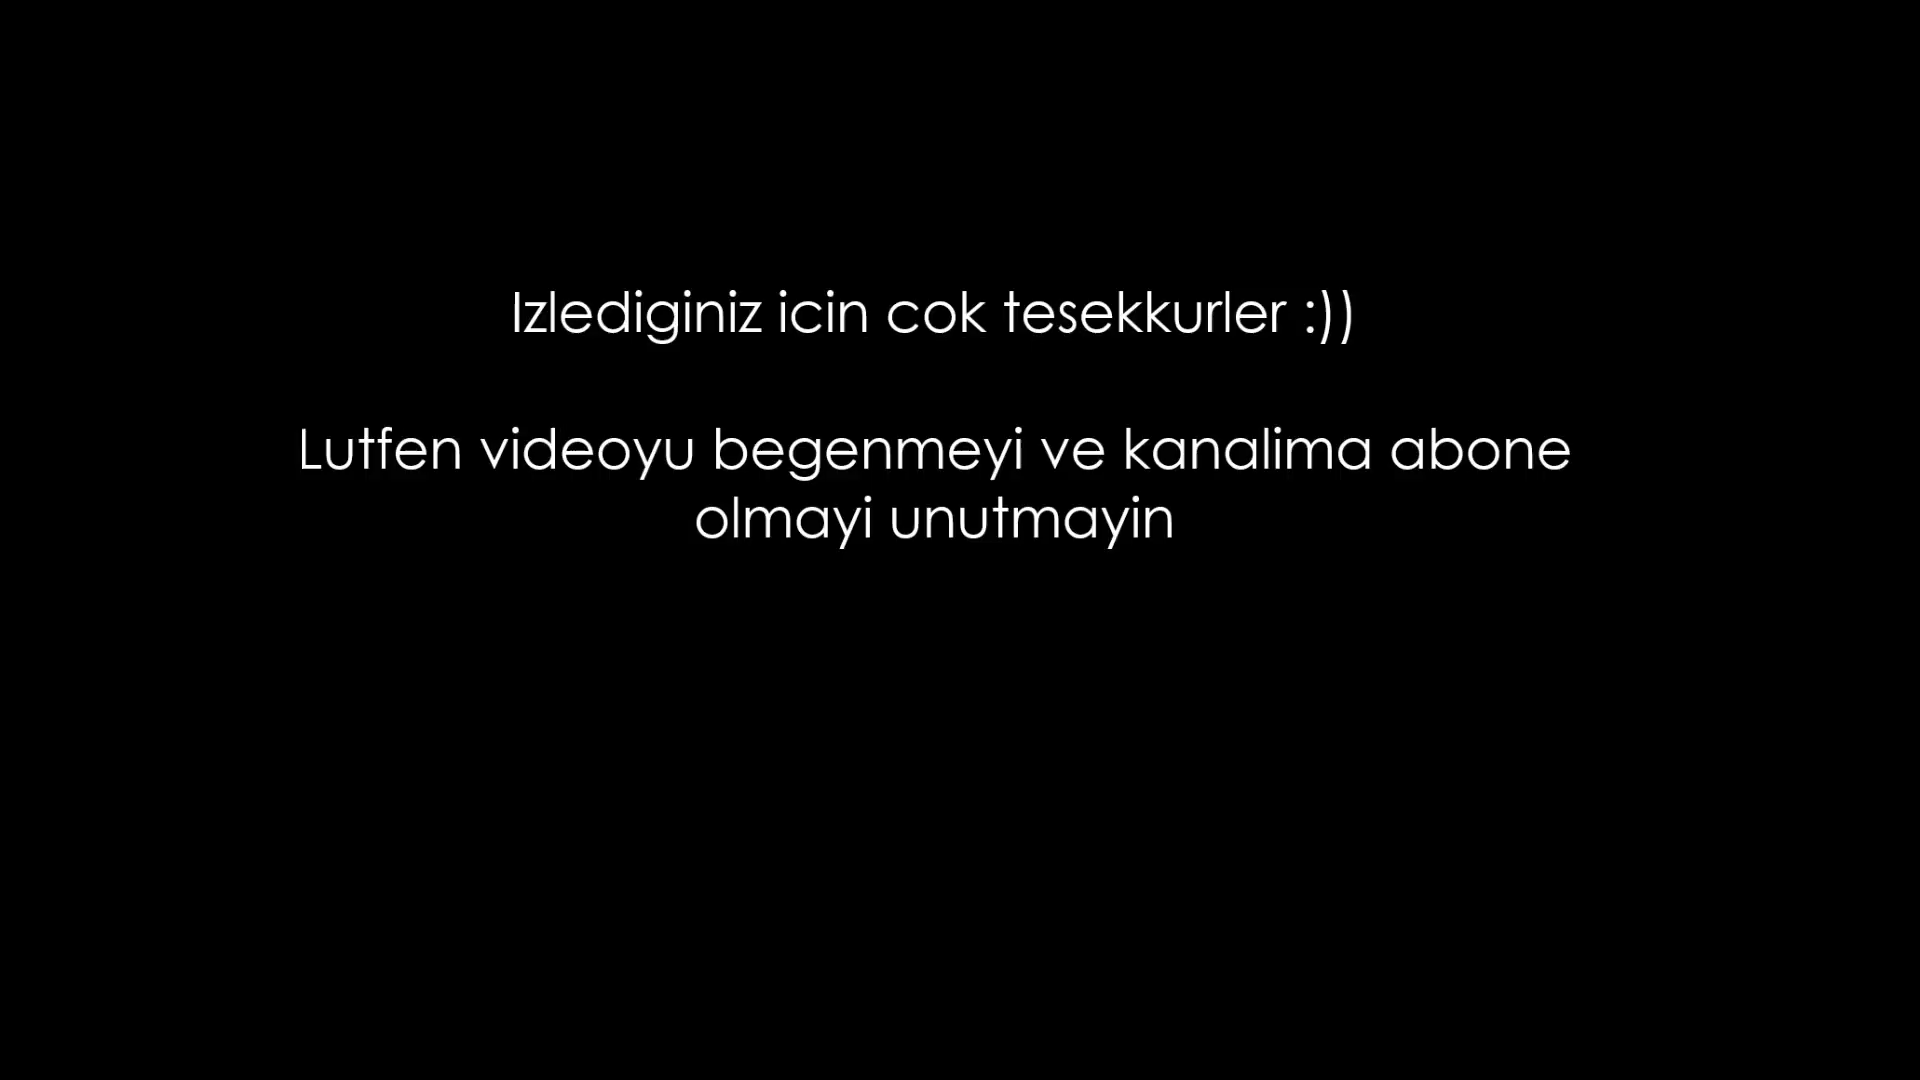 Izlediginiz icin cok tesekkurler :))
Lutfen videoyu begenmeyi ve kanalima abone
olmayi unutmayin